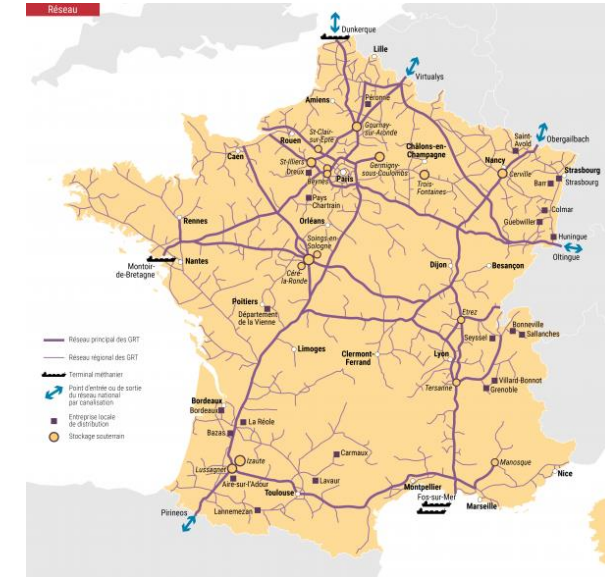 Réseau
Dunkerque
Lille
Virtualys
Péronne
Amiens
Gournay-
sur-Aronde
St-Clair-
sur-Epte
Rouen
Caen
St-Illiers
Dreux
Beynes
Paris
Germigny-
sous-Coulombs
Châlons-en-
Champagne
Trois-
Fontaines
Saint-
Avold
Obergailbach
Nancy
Cerville
Strasbourg
Barr
Strasbourg
Colmar
Guebwiller
Huningue
Oltingue
Pays
Chartrain
Rennes
Orléans
Soings-en
Sologne
Montoir-
de-Bretagne
Nantes
Céré-
la-Ronde
Dijon
Besançon
Poitiers
Département
de la Vienne
Etrez
Bonneville
Sallanches
Seyssel
Limoges
Clermont-
Ferrand
Lyon
Villard-Bonnot
Grenoble
Tersanne
Réseau principal des GRT
Réseau régional des GRT
Terminal méthanier
Point d'entrée ou de sortie
du réseau national
par canalisation
Entreprise locale
de distribution
Stockage souterrain
Bordeaux
Bordeaux
La Réole
Bazas
Izaute
Lussagnet
Aire-sur-l'Adour
Carmaux
Lavaur
Toulouse
Lannemezan
Pirineos
Montpellier
Fos-sur-Mer
Marseille
Manosque
Nice